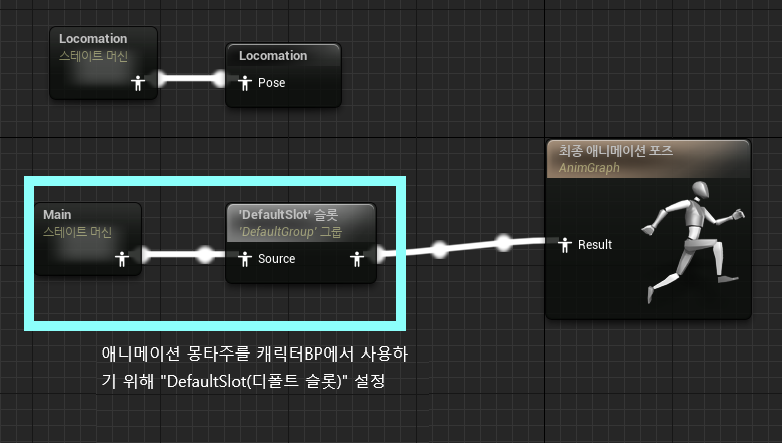 Locomation
스테이트 머신
Locomation
Pose
최종 애니메이션 포즈
AnimGraph
Result
Main
스테이트 머신
'DefaultSlot' 슬롯
'DefaultGroup' 그룹
Source
애니메이션 몽타주를 캐릭터BP에서 사용하
기 위해 "DefaultSlot(디폴트 슬롯)" 설정